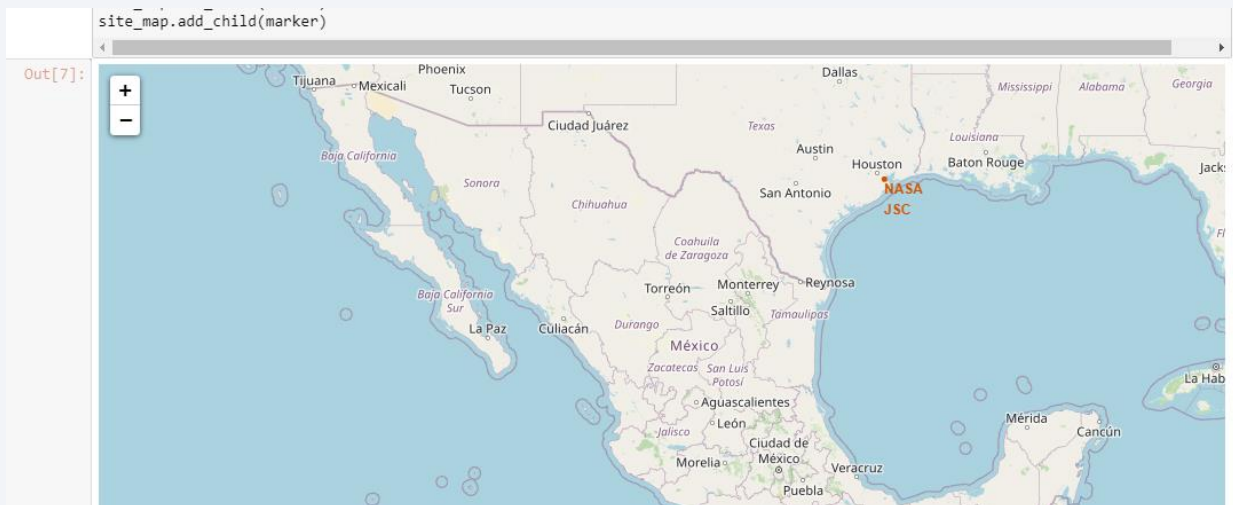 site_map.add_child(marker)
Out[7]:
+
−
Tijuana
Mexicali
Phoenix
Tucson
Dallas
Mississippi
Alabama
Georgia
Ciudad Juárez
Texas
Louisiana
Austin
Houston
Baton Rouge
Baja California
Sonora
Chihuahua
San Antonio
NASA
JSC
Coahuila
de Zaragoza
Torreón
Monterrey
Reynosa
Saltillo
Baja California
Sur
La Paz
Culiacán
Durango
Tamaulipas
México
Zacatecas
San Luis
Potosí
La Hab
Aguascalientes
León
Jalisco
Ciudad de
México
Morelia
Veracruz
Puebla
Mérida
Cancún